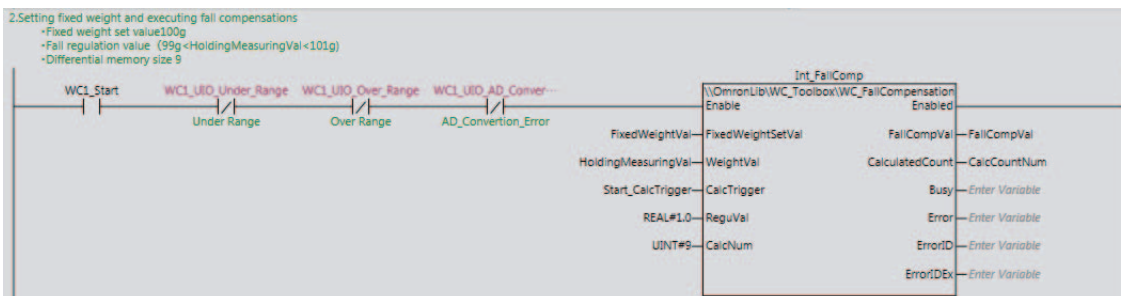 2.Setting fixed weight and executing fall compensations
•Fixed weight set value100g
•Fall regulation value  (99g<HoldingMeasuringVal<101g)
•Differential memory size 9
Int_FallComp
WC1_Start WC1_UIO_Under_Range WC1_UIO_Over_Range WC1_UIO_AD_Conver··· \\OmronLib\WC_Toolbox\WC_FallCompensation
Enable Enabled
Under Range Over Range AD_Convertion_Error
FixedWeightVal FixedWeightSetVal FallCompVal FallCompVal
HoldingMeasuringVal WeightVal CalculatedCount CalcCountNum
Start_CalcTrigger CalcTrigger Busy Enter Variable
REAL#1.0 ReguVal Error Enter Variable
UINT#9 CalcNum ErrorID Enter Variable
ErrorIDEx Enter Variable